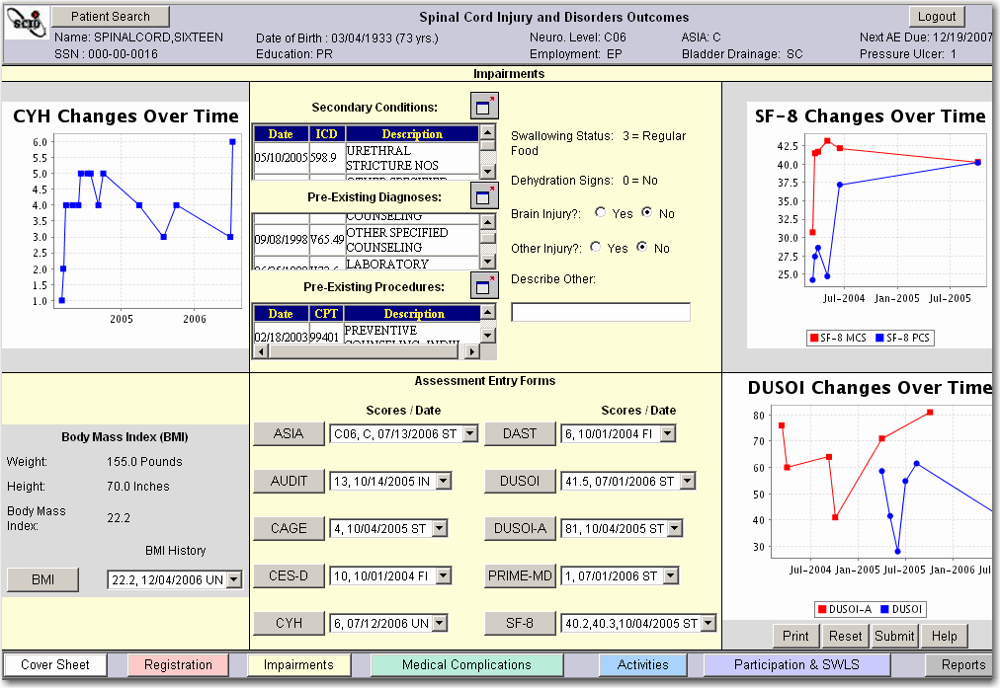 SCID
Patient Search
Spinal Cord Injury and Disorders Outcomes
Logout
Name: SPINALCORD,SIXTEEN
Date of Birth : 03/04/1933 (73 yrs.)
Neuro. Level: C06
ASIA: C
Next AE Due: 12/19/2007
SSN : 000-00-0016
Education: PR
Employment: EP
Bladder Drainage: SC
Pressure Ulcer: 1
Impairments
CYH Changes Over Time
6.0
5.5
5.0
4.5
4.0
3.5
3.0
2.5
2.0
1.5
1.0
2005
2006
Secondary Conditions:
Date
ICD
Description
05/10/2005
598.9
URETHRAL
STRICTURE NOS
OTHER SPECIFIED
Pre-Existing Diagnoses:
COUNSELING
09/08/1998
V65.49
OTHER SPECIFIED
COUNSELING
LABORATORY
Pre-Existing Procedures:
Date
CPT
Description
02/18/2003
99401
PREVENTIVE
COUNSELING, INDIU
Swallowing Status: 3 = Regular
Food
Dehydration Signs: 0 = No
Brain Injury?:
Yes
No
Other Injury?:
Yes
No
Describe Other:
SF-8 Changes Over Time
42.5
40.0
37.5
35.0
32.5
30.0
27.5
25.0
Jul-2004
Jan-2005
Jul-2005
SF-8 MCS
SF-8 PCS
Body Mass Index (BMI)
Weight:
155.0 Pounds
Height:
70.0 Inches
Body Mass
Index:
22.2
BMI History
BMI
22.2, 12/04/2006 UN
Assessment Entry Forms
Scores / Date
Scores / Date
ASIA
C06, C, 07/13/2006 ST
DAST
6, 10/01/2004 FI
AUDIT
13, 10/14/2005 IN
DUSOI
41.5, 07/01/2006 ST
CAGE
4, 10/04/2005 ST
DUSOI-A
81, 10/04/2005 ST
CES-D
10, 10/01/2004 FI
PRIME-MD
1, 07/01/2006 ST
CYH
6, 07/12/2006 UN
SF-8
40.2,40.3,10/04/2005 ST
DUSOI Changes Over Time
80
70
60
50
40
30
Jul-2004
Jan-2005
Jul-2005
Jan-2006
Jul
DUSOI-A
DUSOI
Print
Reset
Submit
Help
Cover Sheet
Registration
Impairments
Medical Complications
Activities
Participation & SWLS
Reports